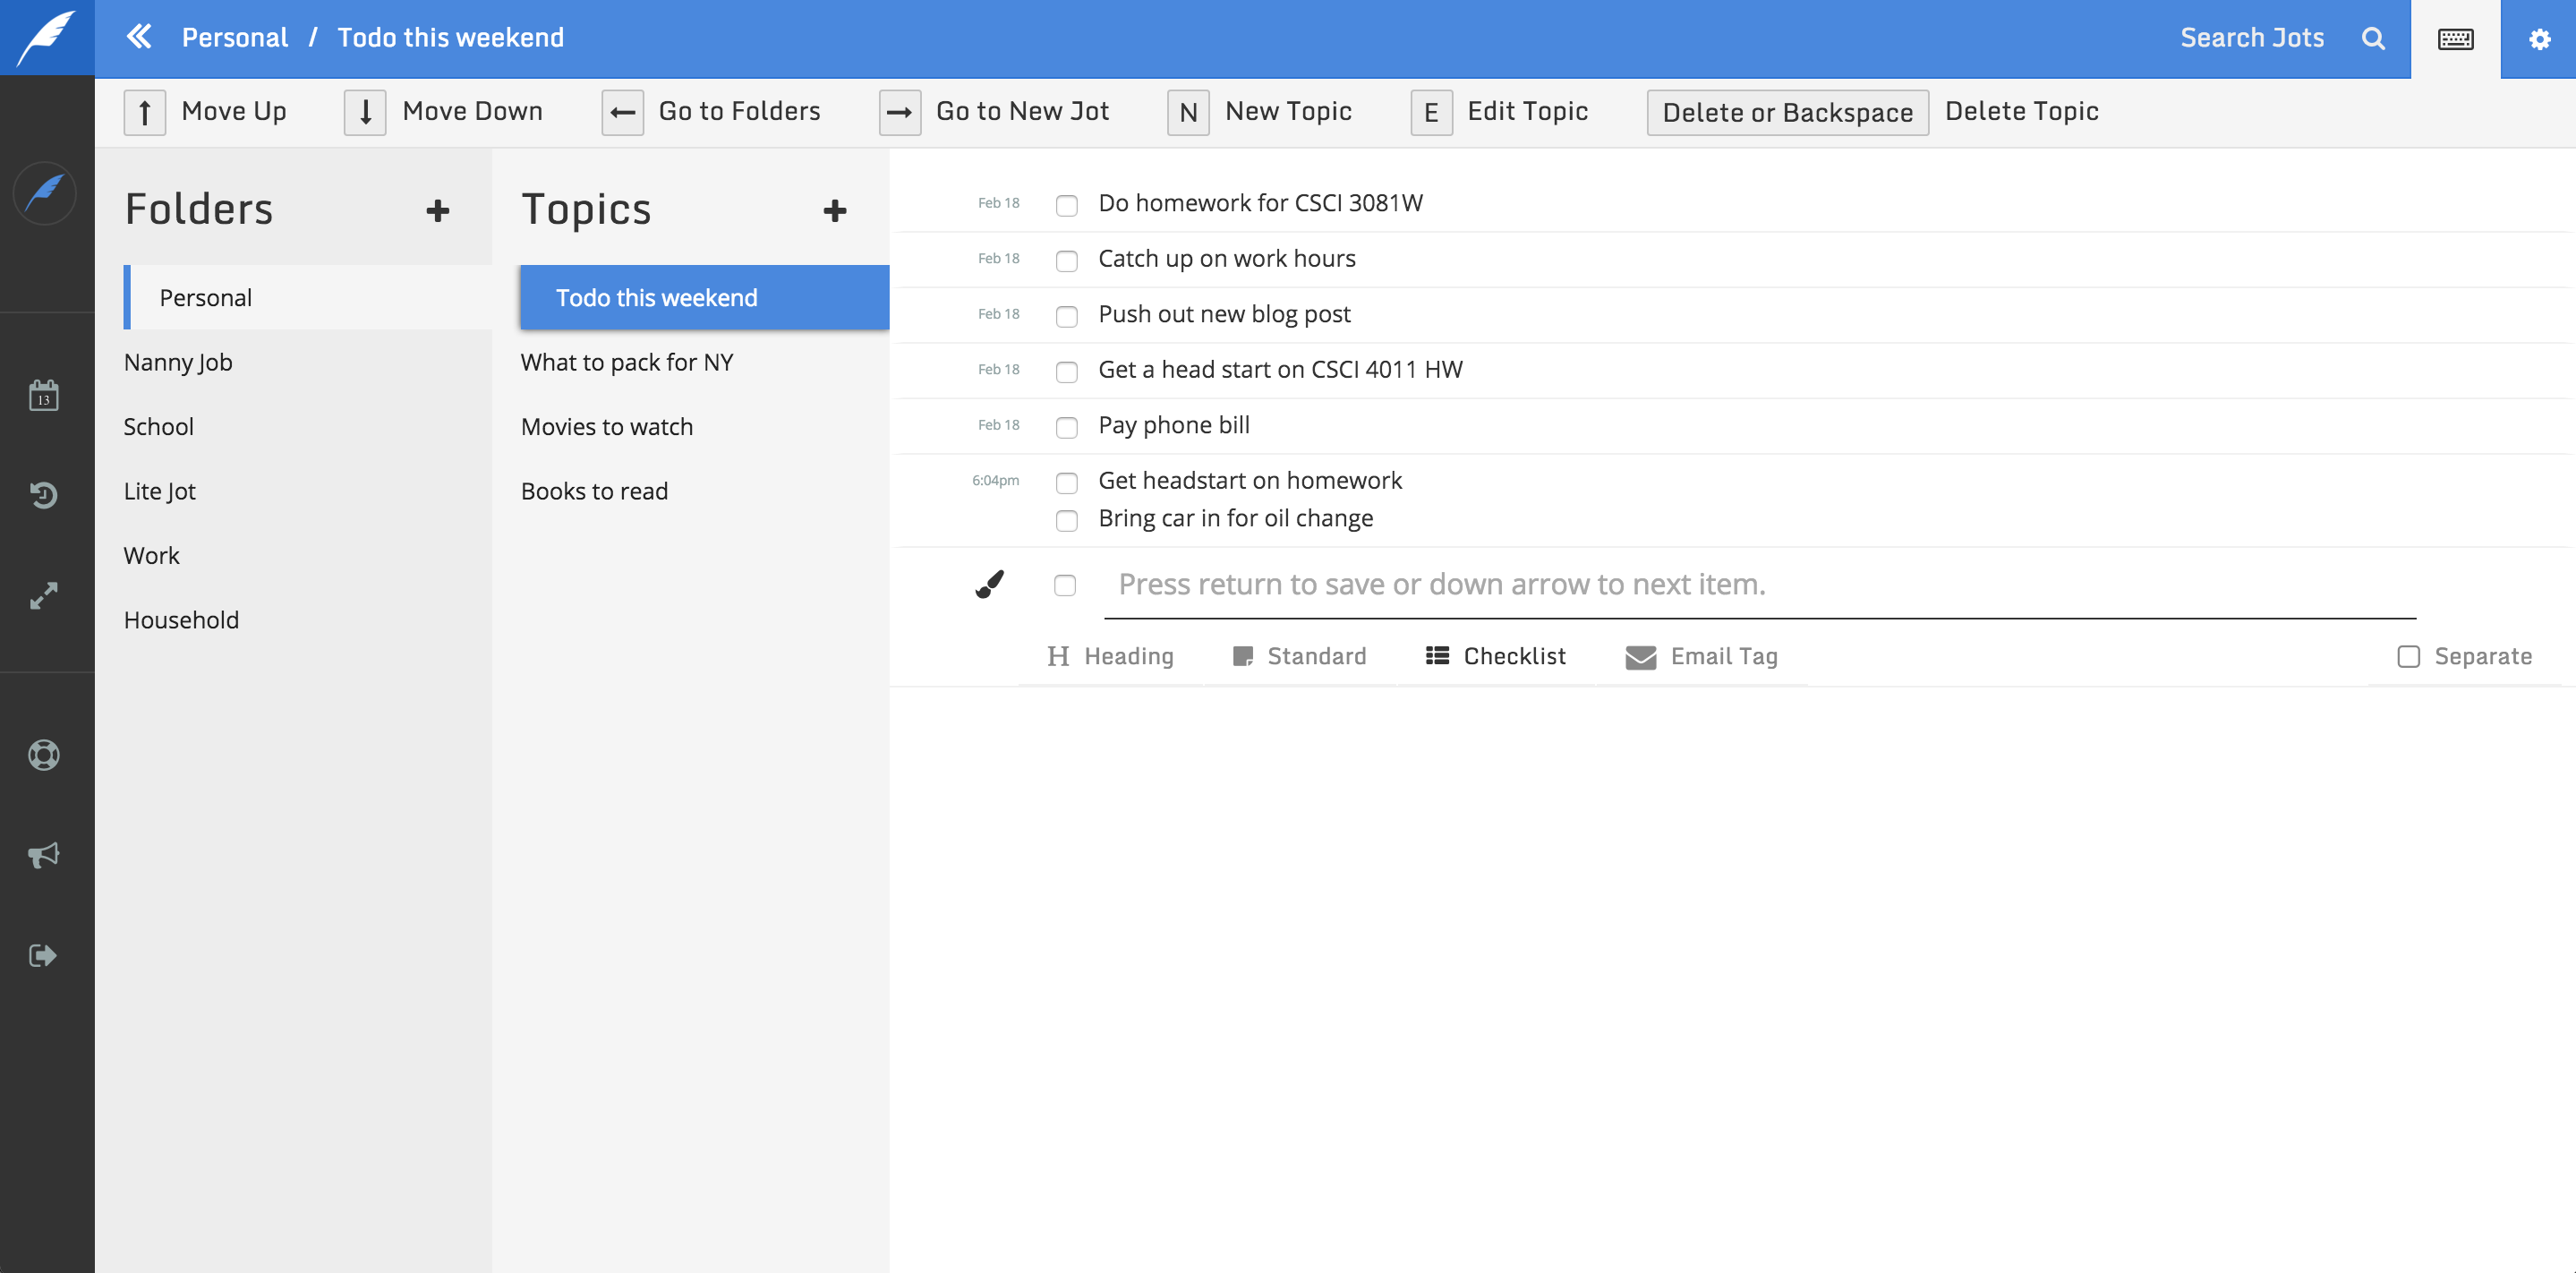 Personal / Todo this weekend
Search Jots
↑ Move Up ↓ Move Down ← Go to Folders → Go to New Jot N New Topic E Edit Topic Delete or Backspace Delete Topic
13
Folders +
Personal
Nanny Job
School
Lite Jot
Work
Household
Topics +
Todo this weekend
What to pack for NY
Movies to watch
Books to read
Feb 18 Do homework for CSCI 3081W
Feb 18 Catch up on work hours
Feb 18 Push out new blog post
Feb 18 Get a head start on CSCI 4011 HW
Feb 18 Pay phone bill
6:04pm Get headstart on homework
Bring car in for oil change
Press return to save or down arrow to next item.
H Heading Standard Checklist Email Tag Separate